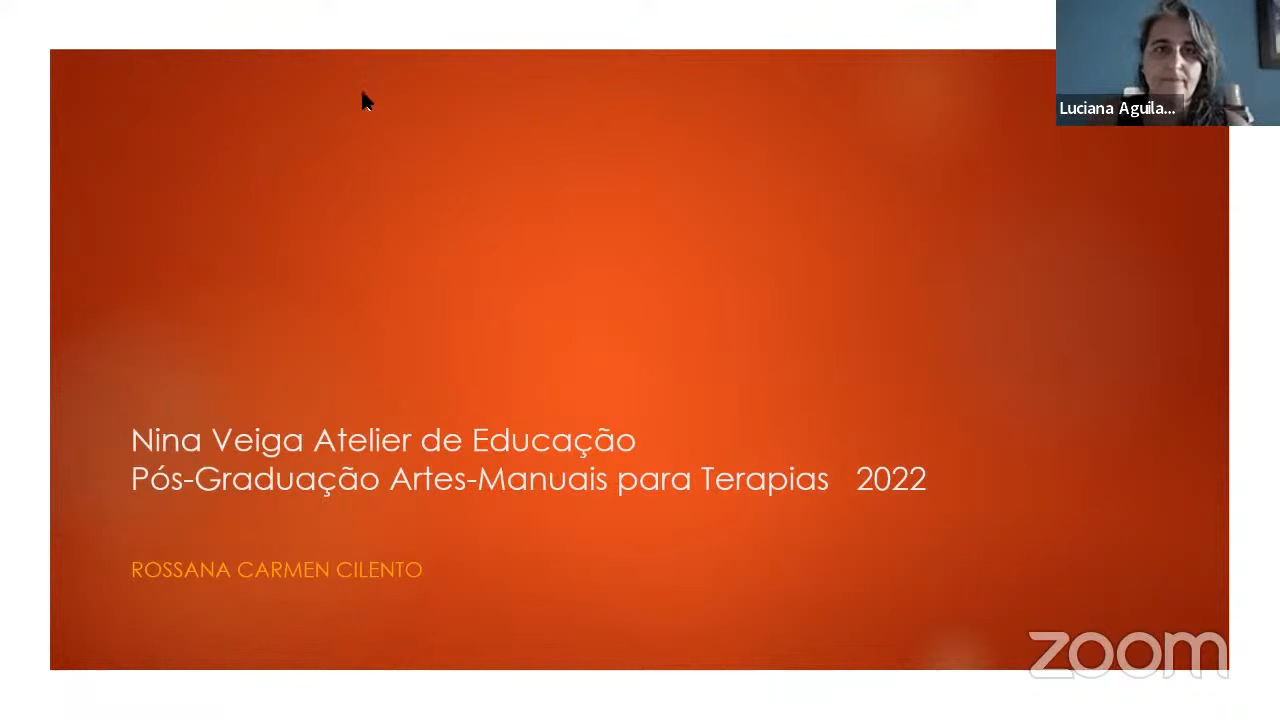 Luciana Aguila...
Nina Veiga Atelier de Educação
Pós-Graduação Artes-Manuais para Terapias 2022
ROSSANA CARMEN CILENTO
zoom